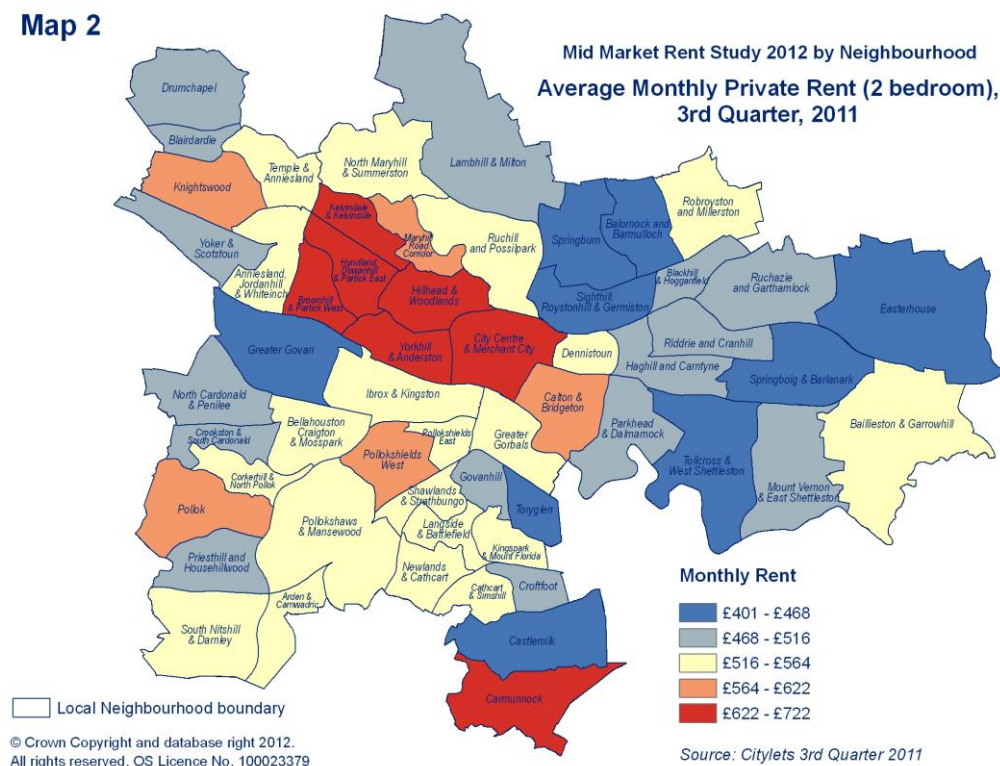 Map 2
Mid Market Rent Study 2012 by Neighbourhood
Average Monthly Private Rent (2 bedroom),
3rd Quarter, 2011
Drumchapel
Blairdardie
Knightswood
Temple &
Anniesland
North Maryhill
& Summerston
Lambhill & Milton
Kelvindale
& Kelvinside
Maryhill
Road
Corridor
Ruchill
and Possilpark
Springburn
Balornock and
Barmulloch
Robroyston
and Millerston
Yoker &
Scotstoun
Anniesland,
Jordanhill
& Whiteinch
Broomhill
& Partick West
Hyndland,
Dowanhill
& Partick East
Hillhead &
Woodlands
Sighthill,
Roystonhill & Germiston
Blackhill
& Hogganfield
Ruchazie
and Garthamlock
Easterhouse
Greater Govan
Yorkhill
& Anderston
City Centre
& Merchant City
Dennistoun
Riddrie and Cranhill
Haghill and Carntyne
Springboig & Barlanark
North Cardonald
& Penilee
Ibrox & Kingston
Calton &
Bridgeton
Parkhead
& Dalmarnock
Baillieston & Garrowhill
Crookston &
South Cardonald
Bellahouston
Craigton
& Mosspark
Pollokshields
East
Pollokshields
West
Greater
Gorbals
Tollcross &
West Shettleston
Mount Vernon
& East Shettleston
Corkerhill &
North Pollok
Govanhill
Pollok
Shawlands
& Strathbungo
Toryglen
Pollokshaws
& Mansewood
Langside
& Battlefield
Kingspark
& Mount Florida
Priesthill and
Househillwood
Newlands
& Cathcart
Cathcart
& Simshill
Croftfoot
Arden &
Carnwadric
South Nitshill
& Darnley
Castlemilk
Carmunnock
Monthly Rent
£401 - £468
£468 - £516
£516 - £564
£564 - £622
£622 - £722
Local Neighbourhood boundary
© Crown Copyright and database right 2012.
All rights reserved. OS Licence No. 100023379
Source: Citylets 3rd Quarter 2011